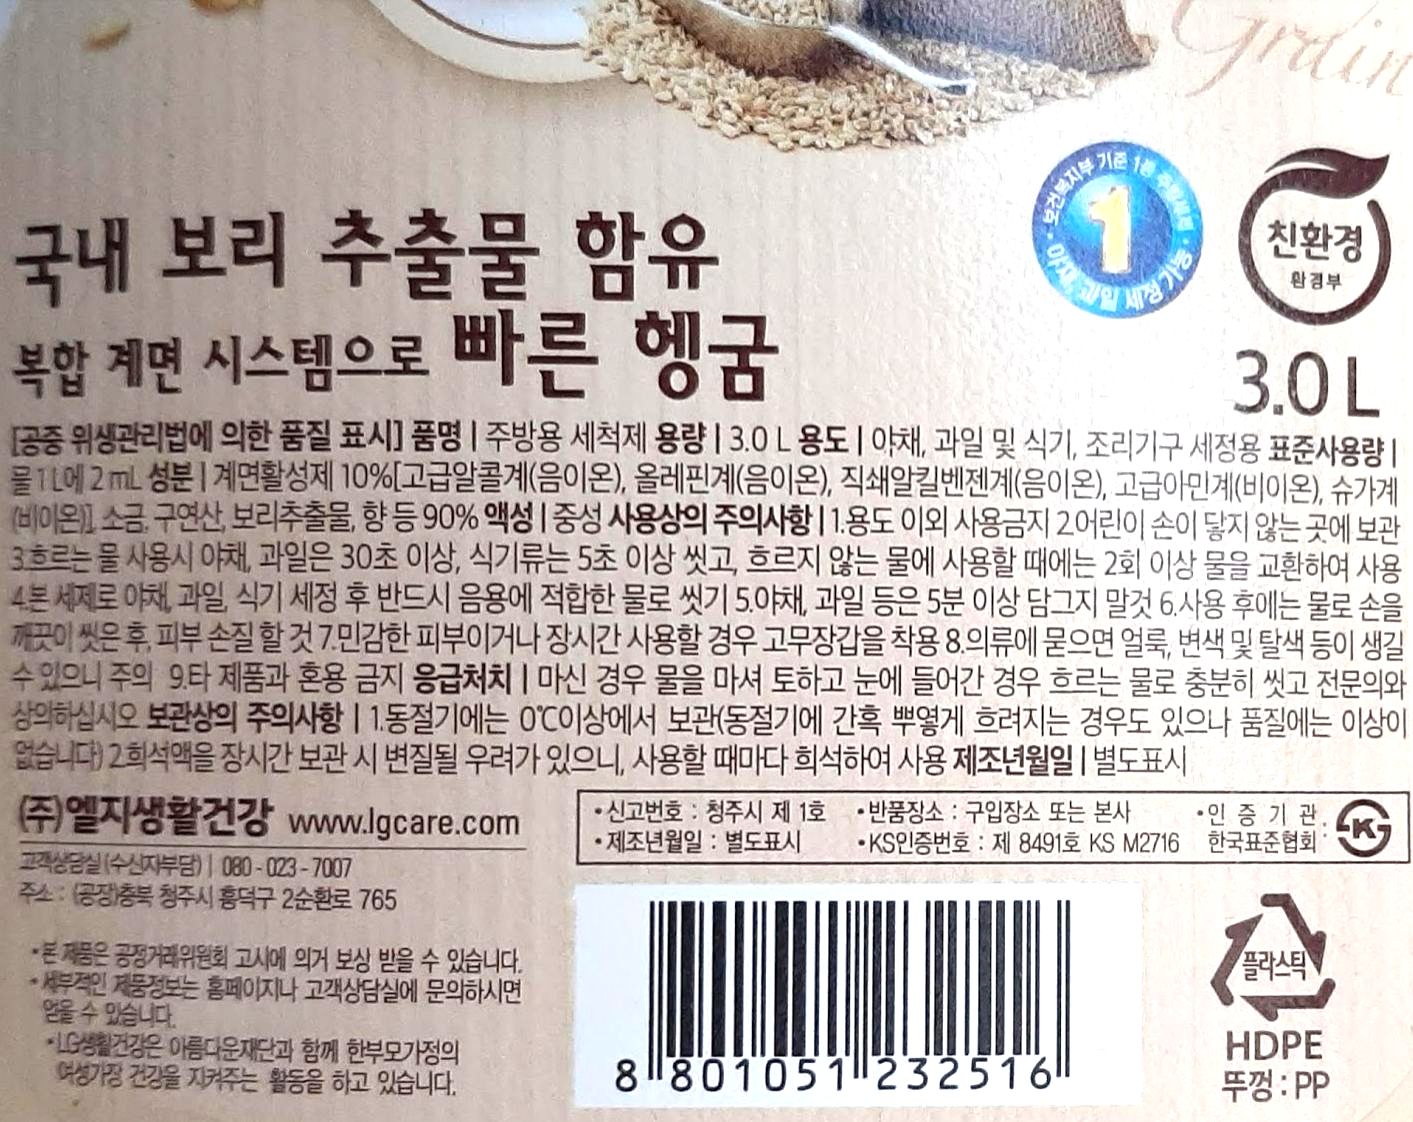 Grain
보건복지부 기준 1종 주방세제
1
야채, 과일 세정 가능
친환경
환경부
국내 보리 추출물 함유
복합 계면 시스템으로 빠른 헹굼
3.0 L
[공중 위생관리법에 의한 품질 표시] 품명 | 주방용 세척제 용량 | 3.0 L 용도 | 야채, 과일 및 식기, 조리기구 세정용 표준사용량 |
물 1 L에 2 mL 성분 | 계면활성제 10%[고급알콜계(음이온), 올레핀계(음이온), 직쇄알킬벤젠계(음이온), 고급아민계(비이온), 슈가계
(비이온)], 소금, 구연산, 보리추출물, 향 등 90% 액성 | 중성 사용상의 주의사항 | 1.용도 이외 사용금지 2.어린이 손이 닿지 않는 곳에 보관
3.흐르는 물 사용시 야채, 과일은 30초 이상, 식기류는 5초 이상 씻고, 흐르지 않는 물에 사용할 때에는 2회 이상 물을 교환하여 사용
4.본 세제로 야채, 과일, 식기 세정 후 반드시 음용에 적합한 물로 씻기 5.야채, 과일 등은 5분 이상 담그지 말것 6.사용 후에는 물로 손을
깨끗이 씻은 후, 피부 손질 할 것 7.민감한 피부이거나 장시간 사용할 경우 고무장갑을 착용 8.의류에 묻으면 얼룩, 변색 및 탈색 등이 생길
수 있으니 주의 9.타 제품과 혼용 금지 응급처치 | 마신 경우 물을 마셔 토하고 눈에 들어간 경우 흐르는 물로 충분히 씻고 전문의와
상의하십시오 보관상의 주의사항 | 1.동절기에는 0℃이상에서 보관(동절기에 간혹 뿌옇게 흐려지는 경우도 있으나 품질에는 이상이
없습니다) 2.희석액을 장시간 보관 시 변질될 우려가 있으니, 사용할 때마다 희석하여 사용 제조년월일 | 별도표시
(주)엘지생활건강 www.lgcare.com
고객상담실 (수신자부담) | 080 - 023 - 7007
주소 : (공장)충북 청주시 흥덕구 2순환로 765
•신고번호 : 청주시 제 1호 •반품장소 : 구입장소 또는 본사 •인 증 기 관 :
•제조년월일 : 별도표시 •KS인증번호 : 제 8491호 KS M2716 한국표준협회
•본 제품은 공정거래위원회 고시에 의거 보상 받을 수 있습니다.
•세부적인 제품정보는 홈페이지나 고객상담실에 문의하시면
얻을 수 있습니다.
•LG생활건강은 아름다운재단과 함께 한부모가정의
여성가장 건강을 지켜주는 활동을 하고 있습니다.
8 801051 232516
플라스틱
HDPE
뚜껑 : PP